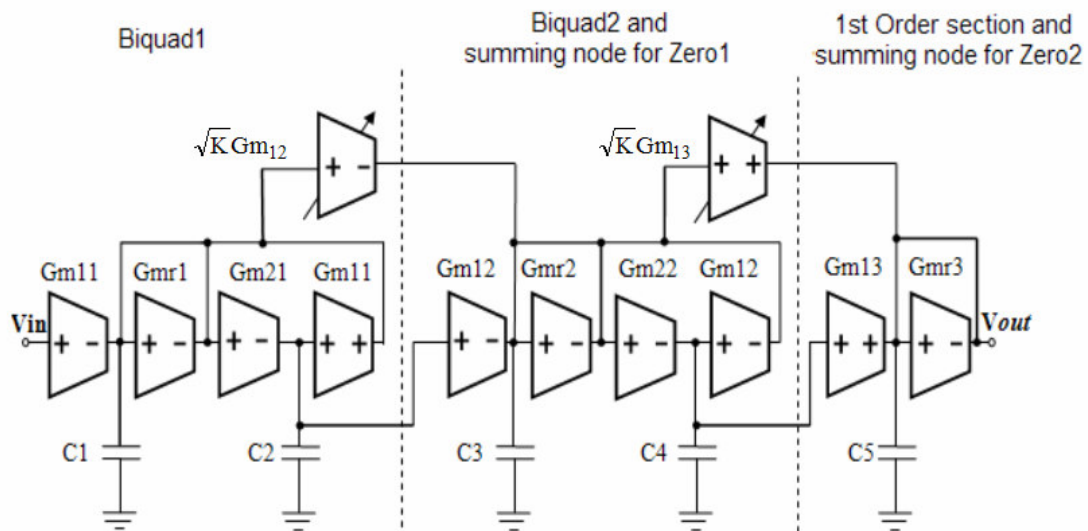 Biquad1
Biquad2 and
summing node for Zero1
1st Order section and
summing node for Zero2
√K Gm12
+ -
√K Gm13
+ +
Gm11 Gmr1 Gm21 Gm11
Gm12 Gmr2 Gm22 Gm12
Gm13 Gmr3
Vin
+ - + - + - + +
+ - + - + - + -
+ + + -
Vout
C1 C2 C3 C4 C5